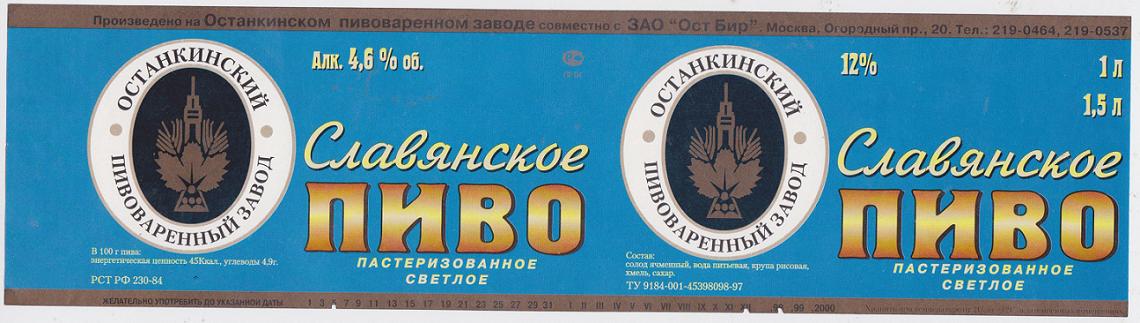 Произведено на Останкинском пивоваренном заводе совместно с ЗАО "Ост Бир". Москва, Огородный пр., 20. Тел.: 219-0464, 219-0537
ОСТАНКИНСКИЙ
ПИВОВАРЕННЫЙ ЗАВОД
Алк. 4,6 % об.
Славянское
ПИВО
ПАСТЕРИЗОВАННОЕ
СВЕТЛОЕ
В 100 г пива:
энергетическая ценность 45Ккал., углеводы 4,9г.
РСТ РФ 230-84
ОСТАНКИНСКИЙ
ПИВОВАРЕННЫЙ ЗАВОД
12%
1 л
1,5 л
Славянское
ПИВО
ПАСТЕРИЗОВАННОЕ
СВЕТЛОЕ
Состав:
солод ячменный, вода питьевая, крупа рисовая,
хмель, сахар.
ТУ 9184-001-45398098-97
ЖЕЛАТЕЛЬНО УПОТРЕБИТЬ ДО УКАЗАННОЙ ДАТЫ 1 3 5 7 9 11 13 15 17 19 21 23 25 27 29 31 I II III IV V VI VII VIII IX X XI XII .98 .99 .2000